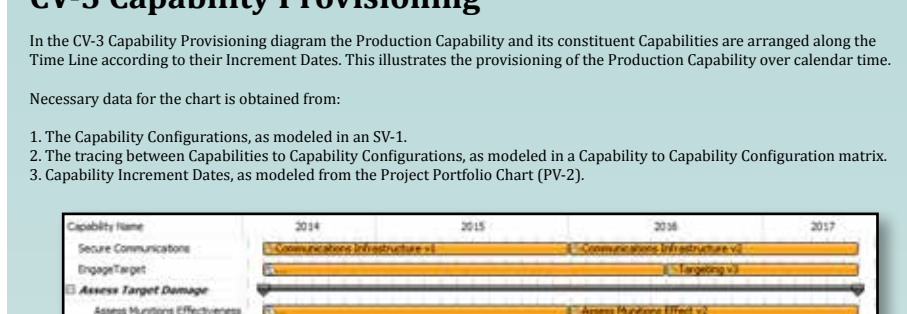 CV-3 Capability Provisioning
In the CV-3 Capability Provisioning diagram the Production Capability and its constituent Capabilities are arranged along the
Time Line according to their Increment Dates. This illustrates the provisioning of the Production Capability over calendar time.
Necessary data for the chart is obtained from:
1. The Capability Configurations, as modeled in an SV-1.
2. The tracing between Capabilities to Capability Configurations, as modeled in a Capability to Capability Configuration matrix.
3. Capability Increment Dates, as modeled from the Project Portfolio Chart (PV-2).
Capability Name 2014 2015 2016 2017
Secure Communications Communications Infrastructure v1 Communications Infrastructure v2
EngageTarget ... Targeting v3
Assess Target Damage
Assess Munitions Effectiveness ... Assess Munitions Effect v2